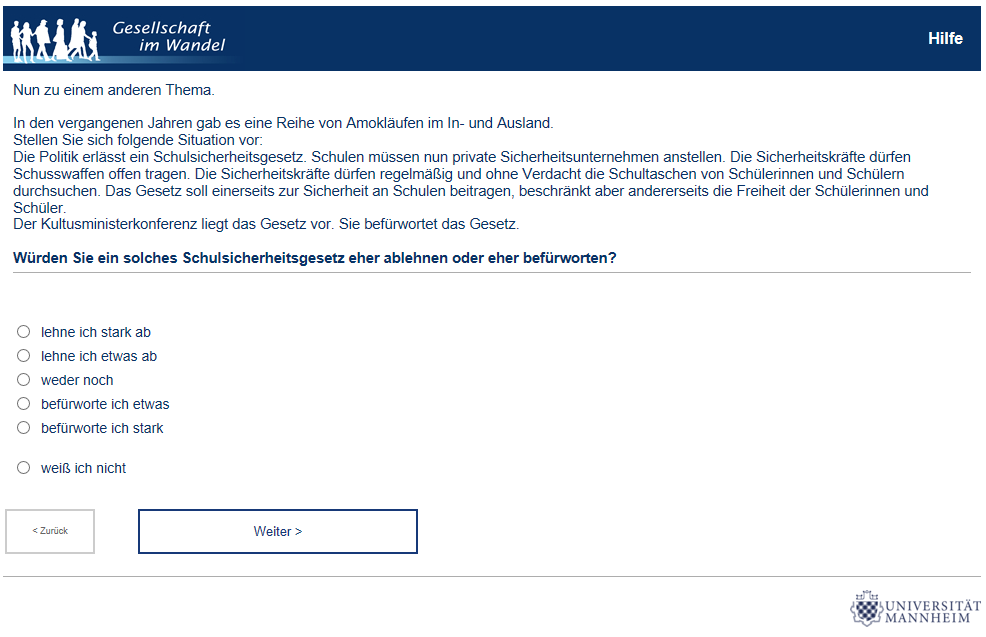 Gesellschaft
im Wandel
Hilfe
Nun zu einem anderen Thema.
In den vergangenen Jahren gab es eine Reihe von Amokläufen im In- und Ausland.
Stellen Sie sich folgende Situation vor:
Die Politik erlässt ein Schulsicherheitsgesetz. Schulen müssen nun private Sicherheitsunternehmen anstellen. Die Sicherheitskräfte dürfen
Schusswaffen offen tragen. Die Sicherheitskräfte dürfen regelmäßig und ohne Verdacht die Schultaschen von Schülerinnen und Schülern
durchsuchen. Das Gesetz soll einerseits zur Sicherheit an Schulen beitragen, beschränkt aber andererseits die Freiheit der Schülerinnen und
Schüler.
Der Kultusministerkonferenz liegt das Gesetz vor. Sie befürwortet das Gesetz.
Würden Sie ein solches Schulsicherheitsgesetz eher ablehnen oder eher befürworten?
lehne ich stark ab
lehne ich etwas ab
weder noch
befürworte ich etwas
befürworte ich stark
weiß ich nicht
< Zurück
Weiter >
UNIVERSITÄT
MANNHEIM